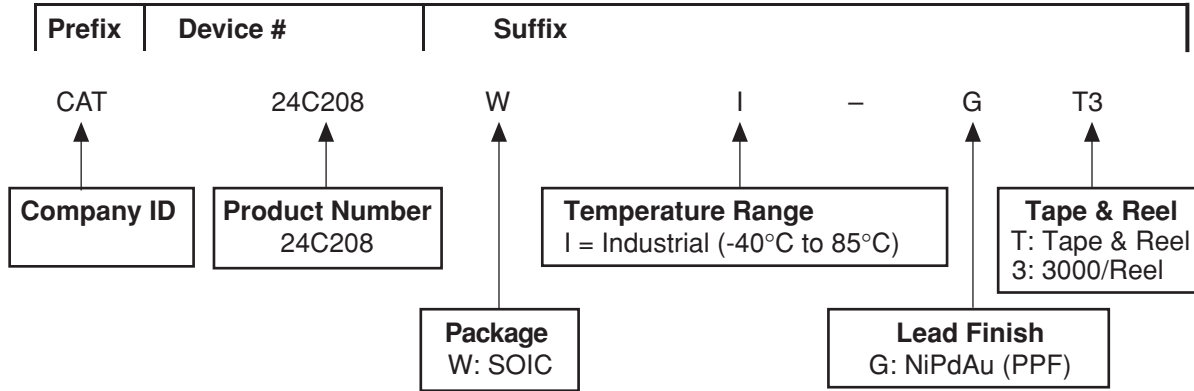 Prefix Device # Suffix
CAT 24C208 W I – G T3
Company ID
Product Number
24C208
Temperature Range
I = Industrial (-40°C to 85°C)
Tape & Reel
T: Tape & Reel
3: 3000/Reel
Package
W: SOIC
Lead Finish
G: NiPdAu (PPF)